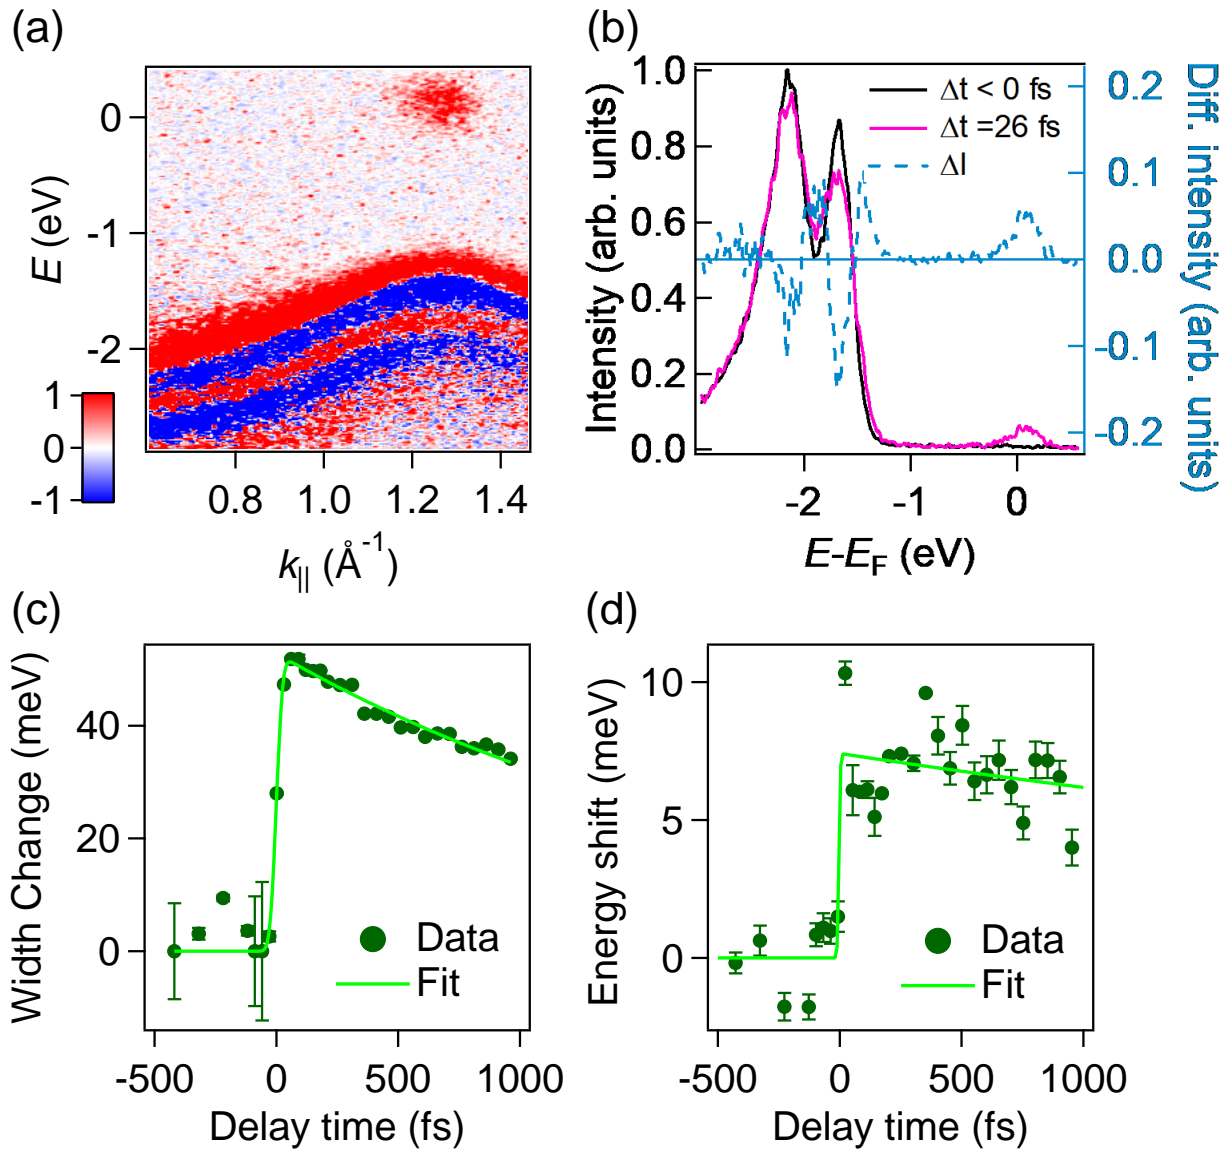 (a)
E (eV)
0
-1
-2
1
0
-1
0.8 1.0 1.2 1.4
k|| (Å-1)
(b)
Intensity (arb. units)
1.0
0.8
0.6
0.4
0.2
0.0
Δt < 0 fs
Δt =26 fs
ΔI
0.2
0.1
0.0
-0.1
-0.2
Diff. intensity (arb. units)
-2 -1 0
E-EF (eV)
(c)
Width Change (meV)
40
20
0
Data
Fit
-500 0 500 1000
Delay time (fs)
(d)
Energy shift (meV)
10
5
0
Data
Fit
-500 0 500 1000
Delay time (fs)